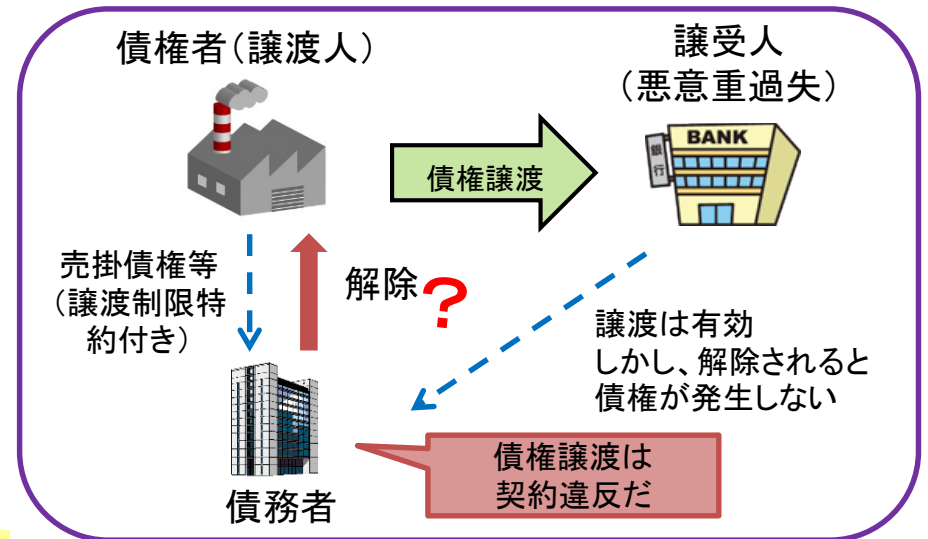 債権者(譲渡人)
譲受人
(悪意重過失)
BANK
銀行
債権譲渡
売掛債権等
(譲渡制限特
約付き)
解除?
譲渡は有効
しかし、解除されると
債権が発生しない
債権譲渡は
契約違反だ
債務者